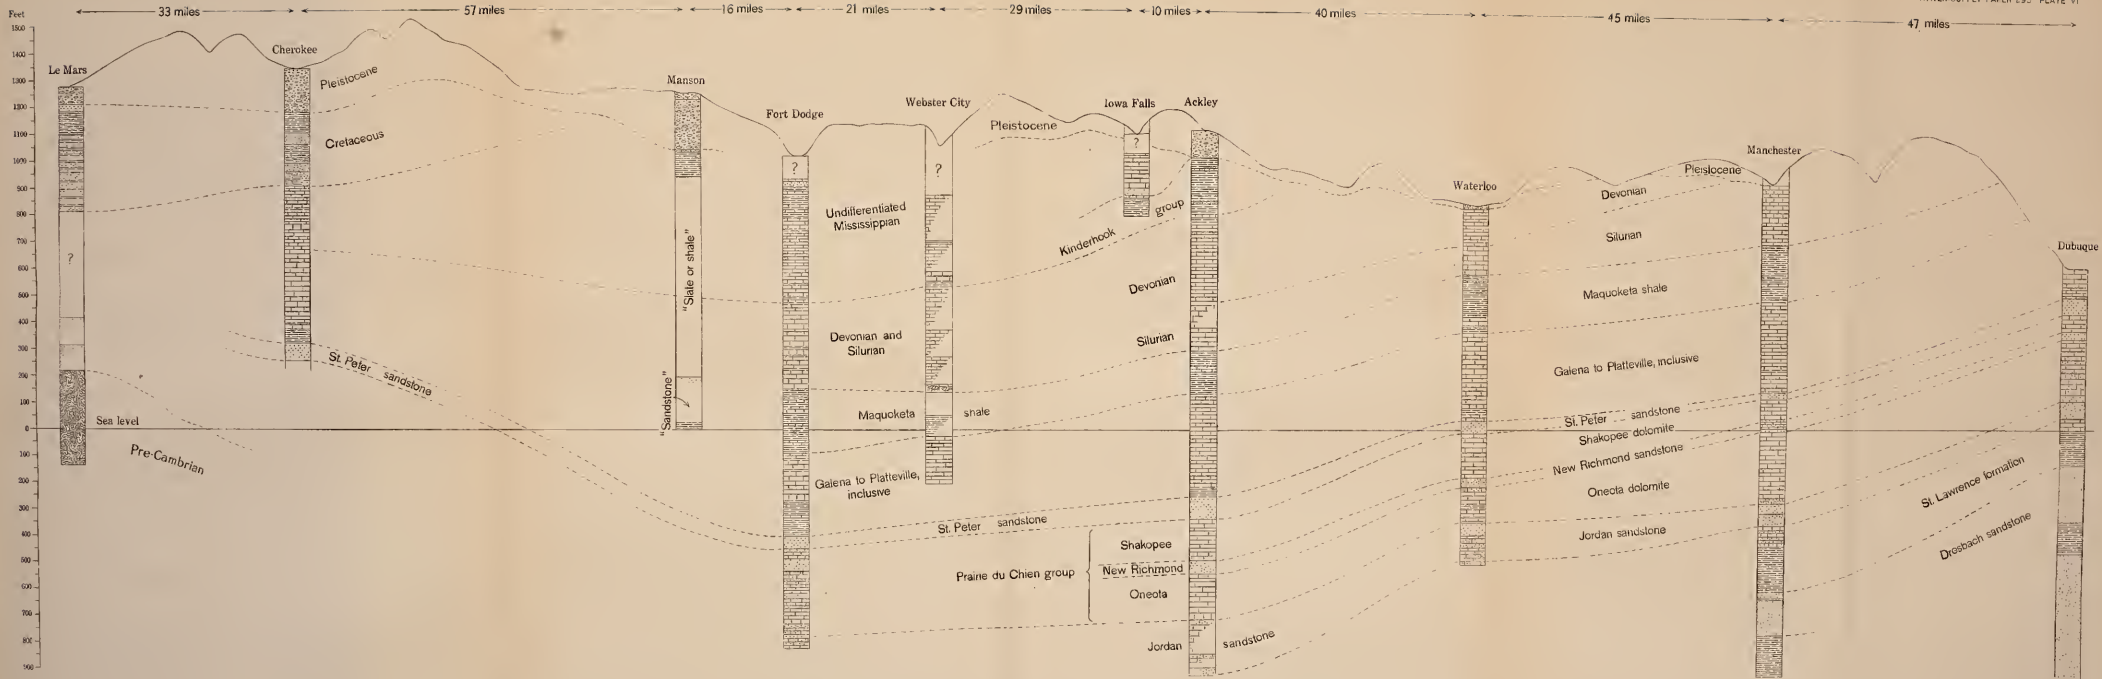 WATER-SUPPLY PAPER 293 PLATE VI
Feet
33 miles
57 miles
16 miles
21 miles
29 miles
10 miles
40 miles
45 miles
47 miles
1500
1400
1300
1200
1100
1000
900
800
700
600
500
400
300
200
100
0
100
200
300
400
500
600
700
800
900
Le Mars
Cherokee
Manson
Fort Dodge
Webster City
Iowa Falls
Ackley
Waterloo
Manchester
Dubuque
Pleistocene
Cretaceous
Pleistocene
Pleistocene
?
?
?
?
Undifferentiated
Mississippian
Kinderhook group
Devonian
Silurian
Devonian and
Silurian
Devonian
Silurian
Maquoketa shale
Maquoketa shale
"Slate or shale"
"Sandstone"
St. Peter sandstone
Sea level
Pre-Cambrian
Galena to Platteville,
inclusive
Galena to Platteville, inclusive
St. Peter sandstone
St. Peter sandstone
Shakopee dolomite
New Richmond sandstone
Oneota dolomite
Jordan sandstone
St. Lawrence formation
Dresbach sandstone
Prairie du Chien group
Shakopee
New Richmond
Oneota
Jordan sandstone